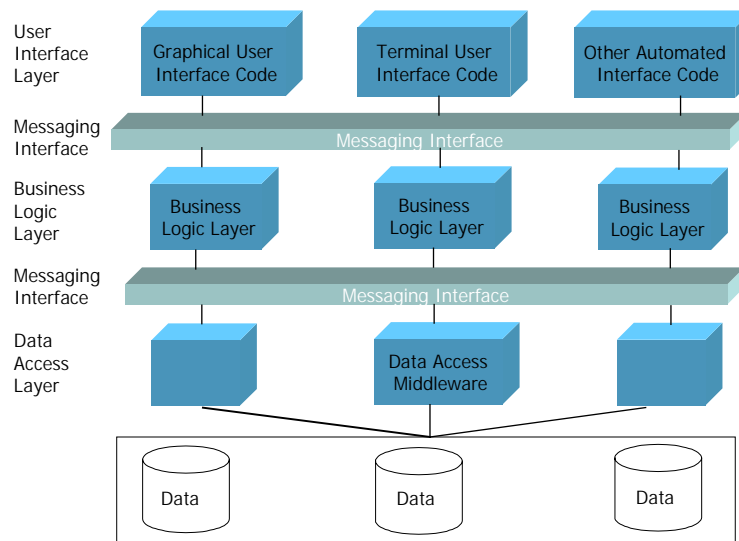 User
Interface
Layer
Graphical User
Interface Code
Terminal User
Interface Code
Other Automated
Interface Code
Messaging
Interface
Messaging Interface
Business
Logic
Layer
Business
Logic Layer
Business
Logic Layer
Business
Logic Layer
Messaging
Interface
Messaging Interface
Data
Access
Layer
Data Access
Middleware
Data
Data
Data